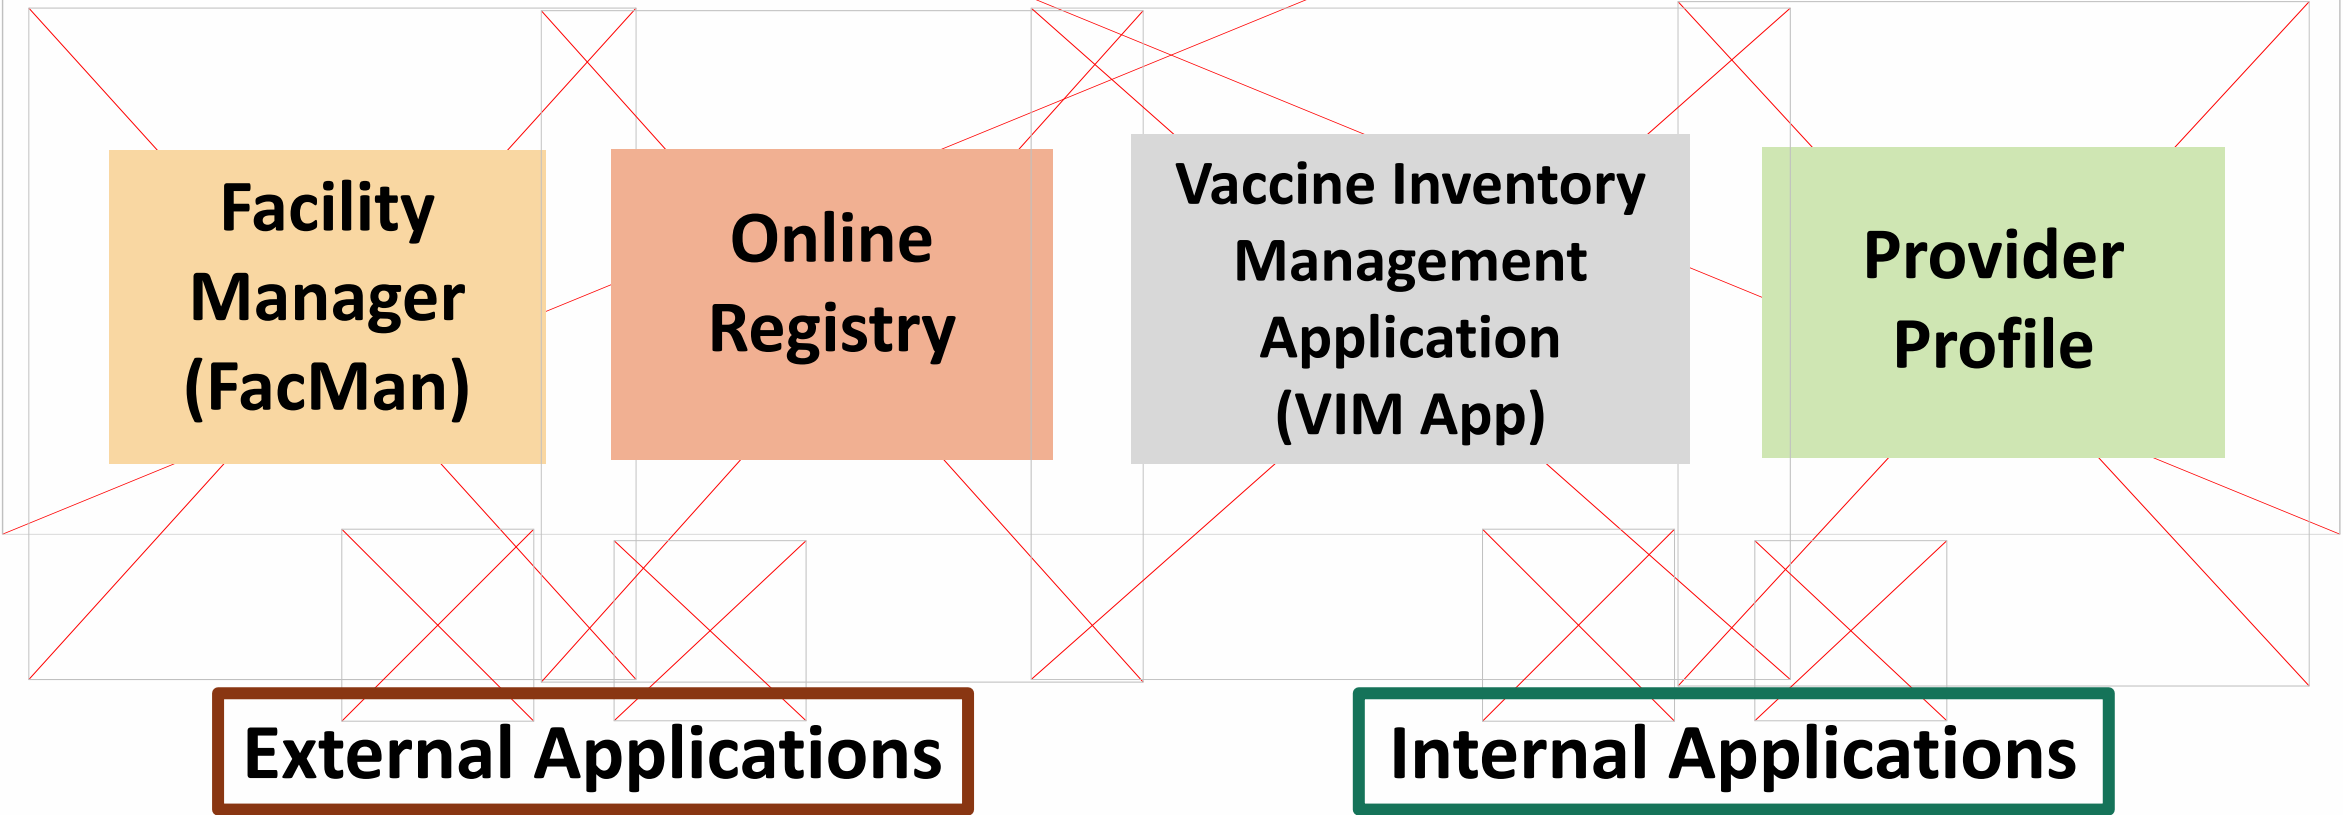 Facility
Manager
(FacMan)
Online
Registry
Vaccine Inventory
Management
Application
(VIM App)
Provider
Profile
External Applications
Internal Applications